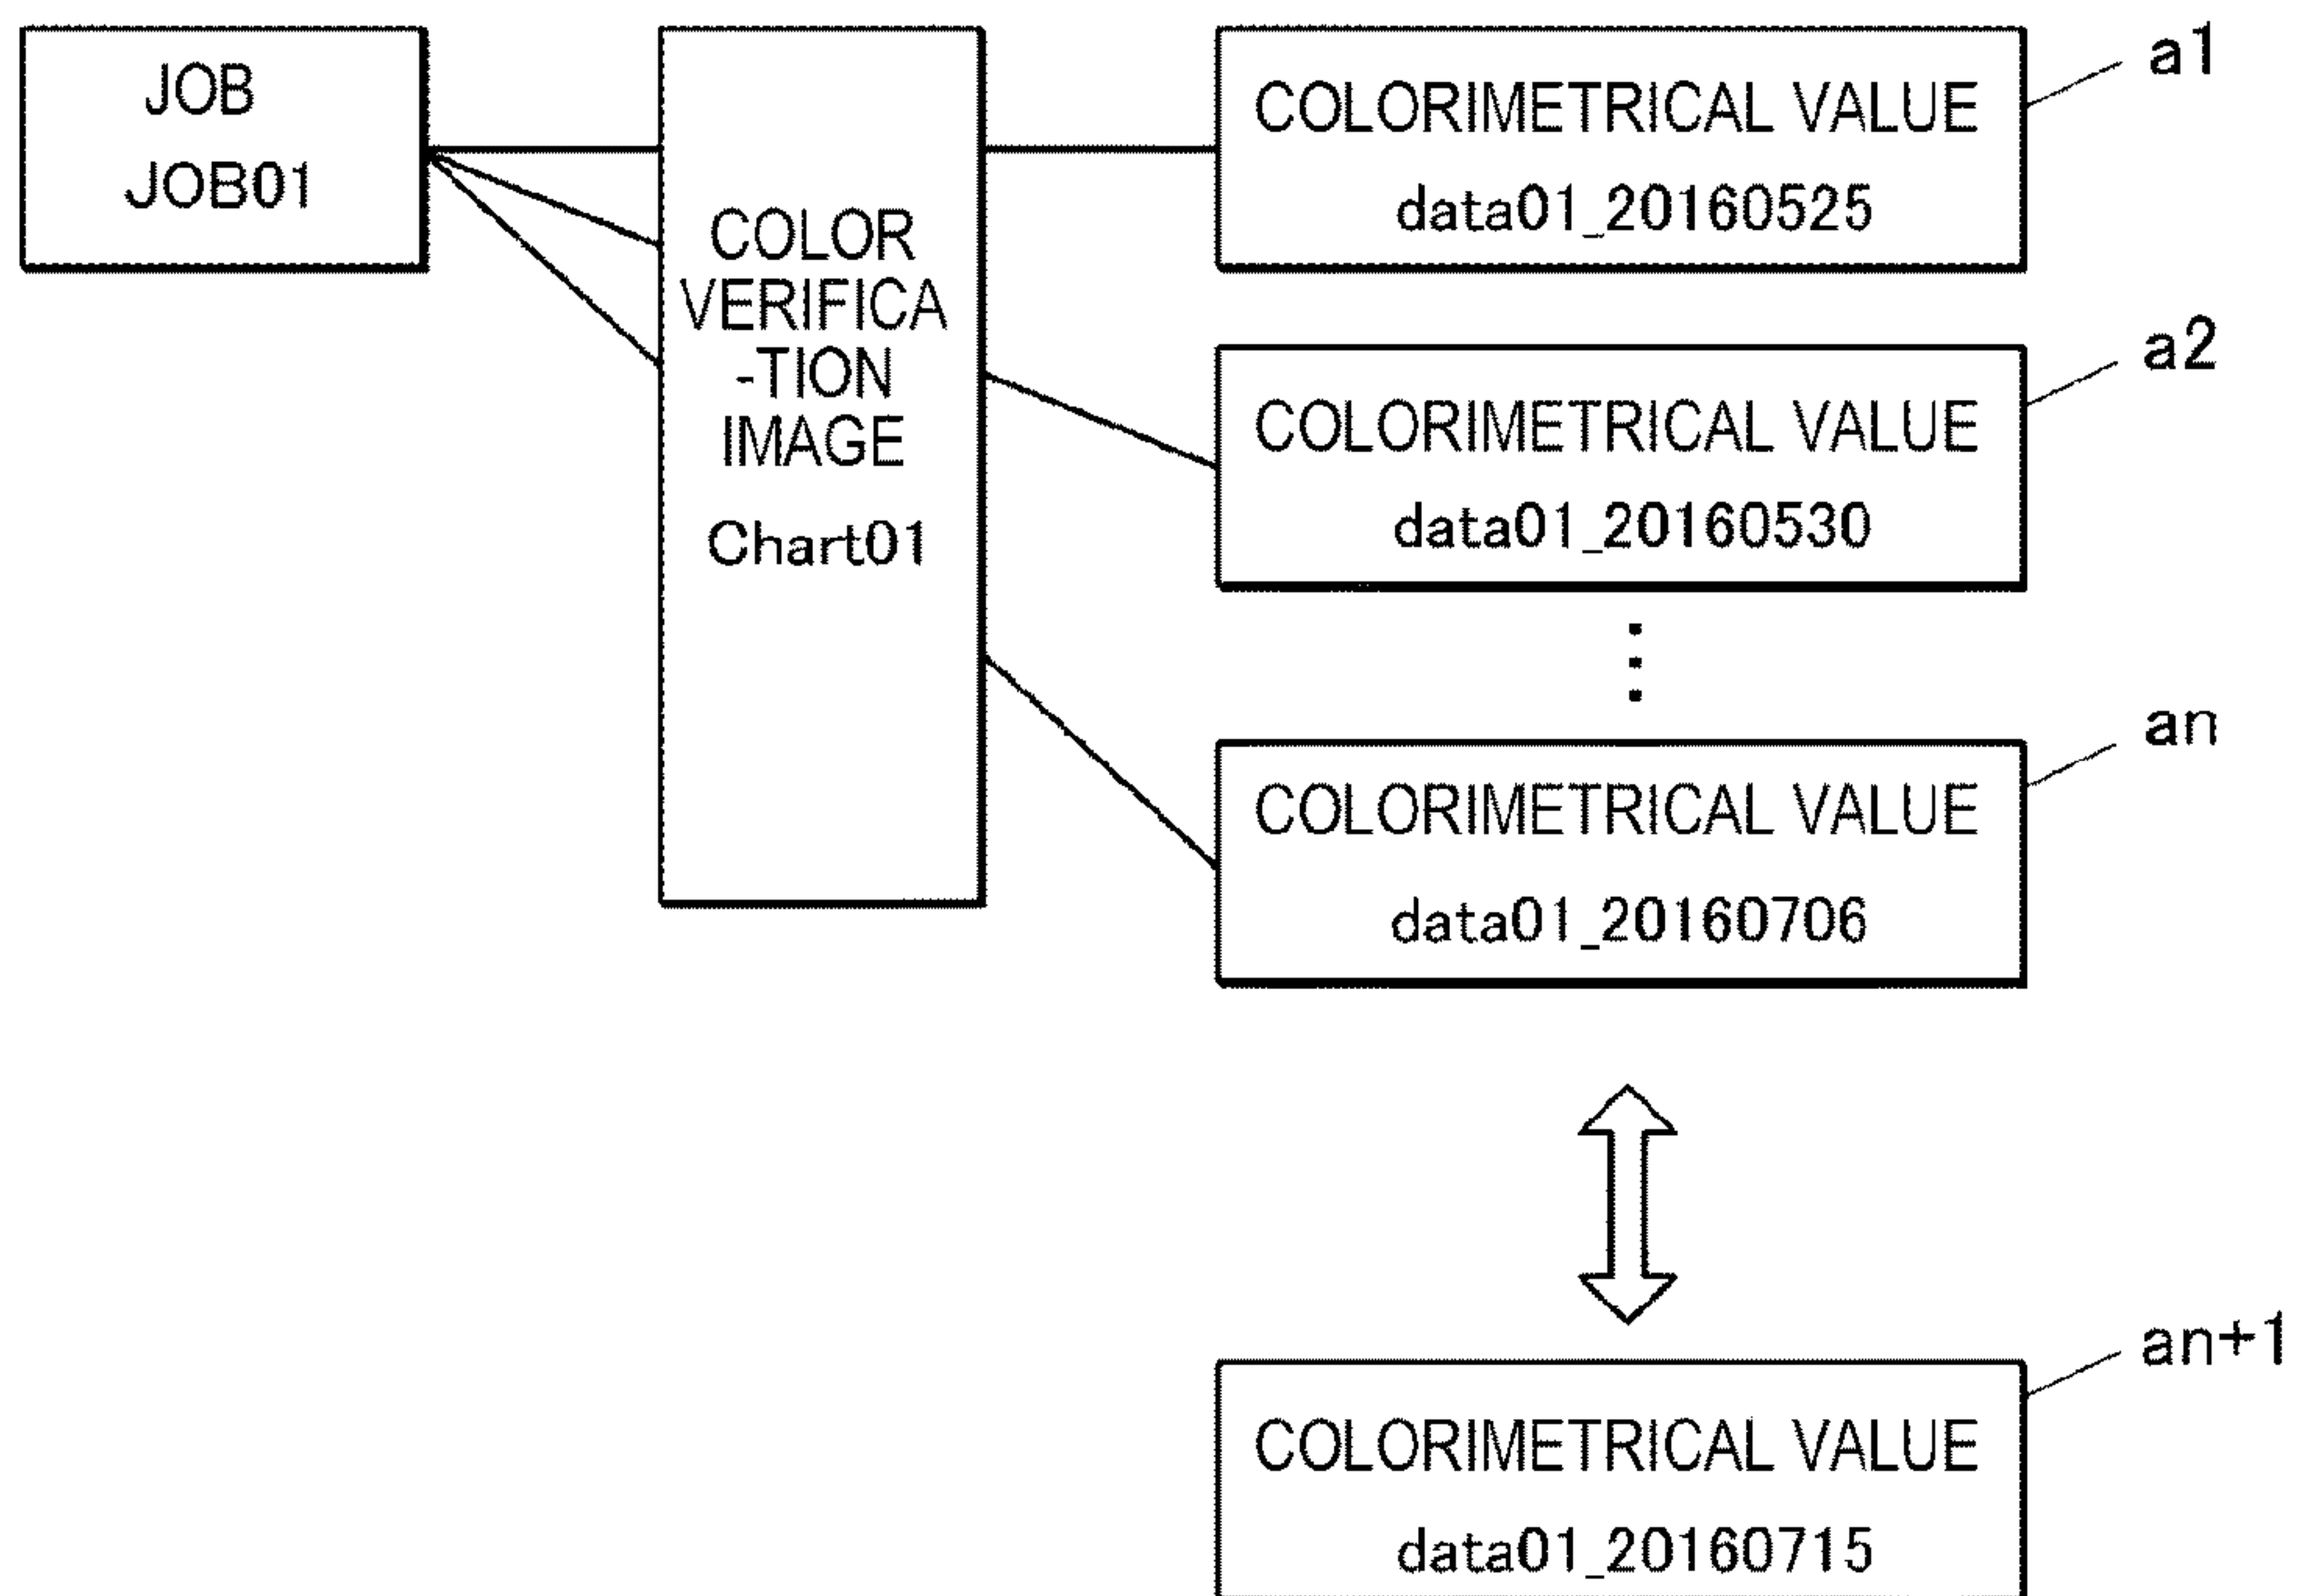 JOB
JOB01
COLOR
VERIFICA
-TION
IMAGE
Chart01
COLORIMETRICAL VALUE
data01_20160525
a1
COLORIMETRICAL VALUE
data01_20160530
a2
COLORIMETRICAL VALUE
data01_20160706
an
COLORIMETRICAL VALUE
data01_20160715
an+1